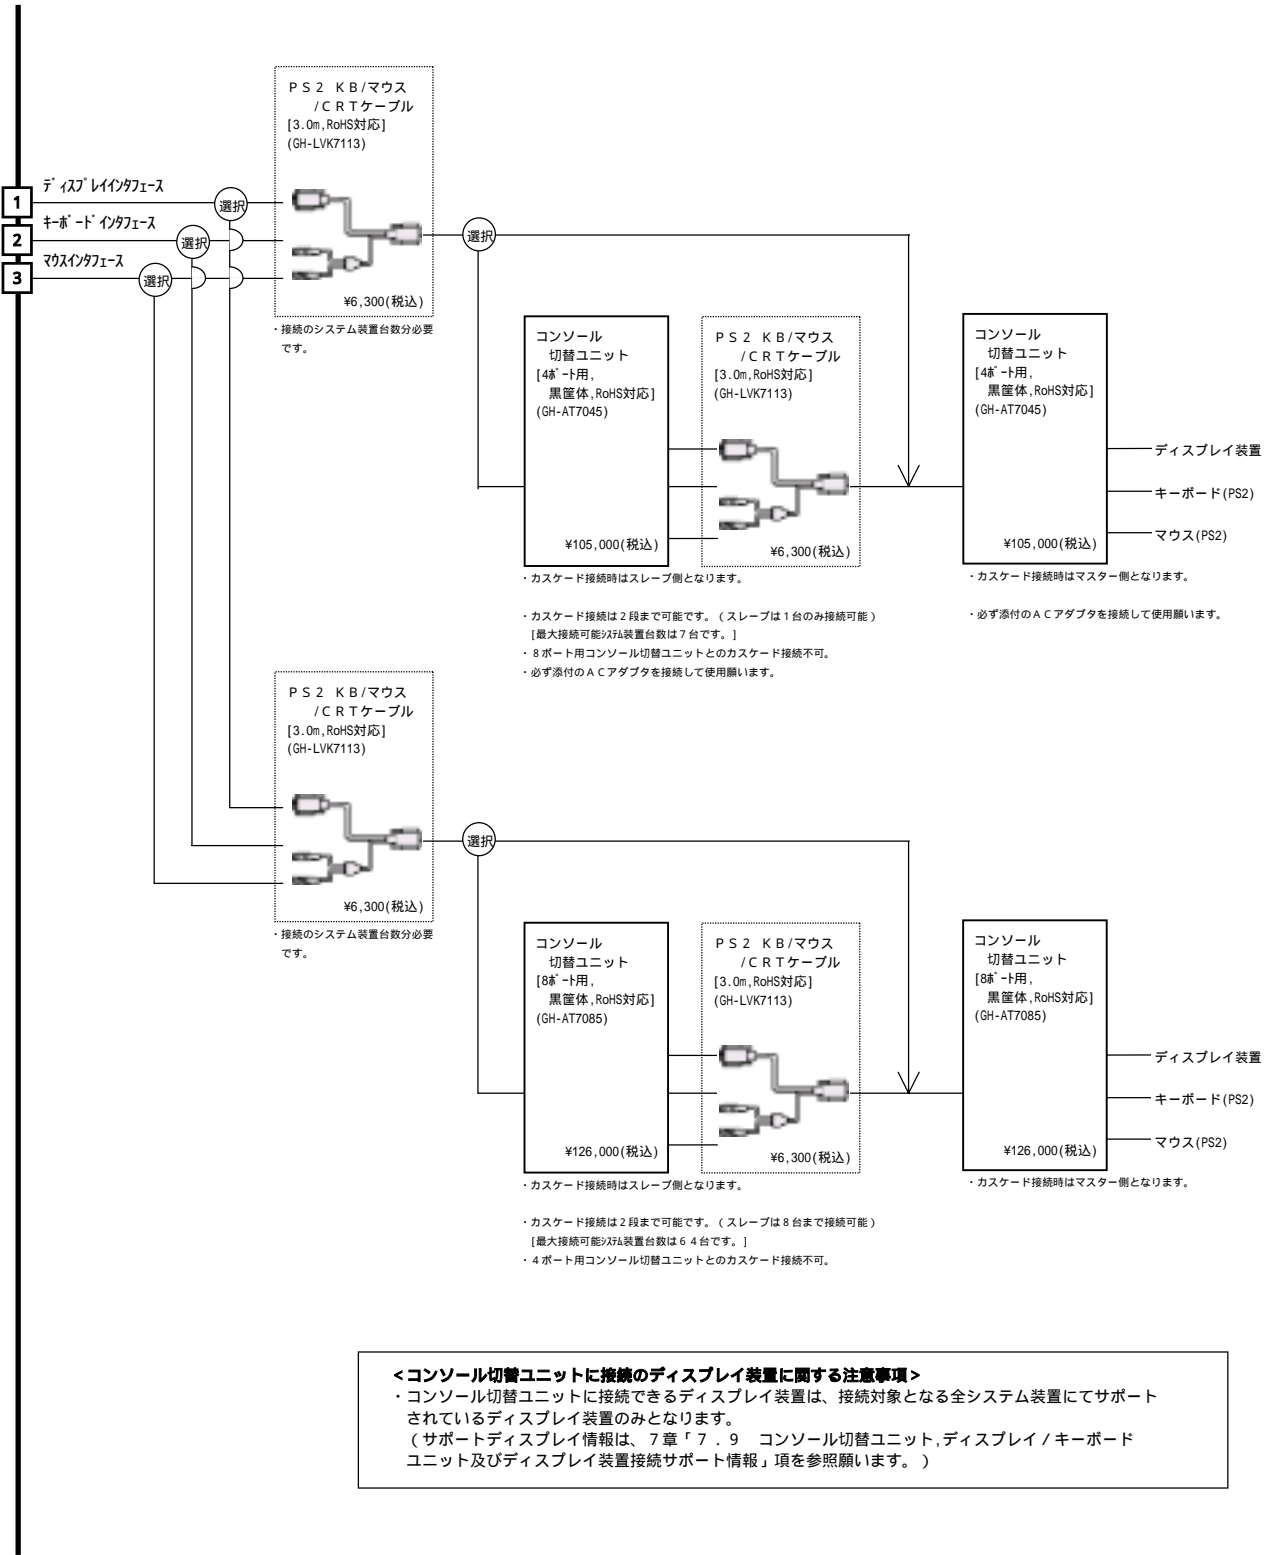 PS2 KB/マウス
/CRTケーブル
[3.0m,RoHS対応]
(GH-LVK7113)
1
ディスプレイインタフェース
選択
2
キーボードインタフェース
選択
選択
3
マウスインタフェース
選択
¥6,300(税込)
・接続のシステム装置台数分必要
です。
コンソール
切替ユニット
[4ポート用,
黒筐体,RoHS対応]
(GH-AT7045)
¥105,000(税込)
・カスケード接続時はスレーブ側となります。
・カスケード接続は2段まで可能です。(スレーブは1台のみ接続可能)
[最大接続可能システム装置台数は7台です。]
・8ポート用コンソール切替ユニットとのカスケード接続不可。
・必ず添付のACアダプタを接続して使用願います。
PS2 KB/マウス
/CRTケーブル
[3.0m,RoHS対応]
(GH-LVK7113)
¥6,300(税込)
コンソール
切替ユニット
[4ポート用,
黒筐体,RoHS対応]
(GH-AT7045)
¥105,000(税込)
ディスプレイ装置
キーボード(PS2)
マウス(PS2)
・カスケード接続時はマスター側となります。
・必ず添付のACアダプタを接続して使用願います。
PS2 KB/マウス
/CRTケーブル
[3.0m,RoHS対応]
(GH-LVK7113)
選択
¥6,300(税込)
・接続のシステム装置台数分必要
です。
コンソール
切替ユニット
[8ポート用,
黒筐体,RoHS対応]
(GH-AT7085)
¥126,000(税込)
・カスケード接続時はスレーブ側となります。
・カスケード接続は2段まで可能です。(スレーブは8台まで接続可能)
[最大接続可能システム装置台数は64台です。]
・4ポート用コンソール切替ユニットとのカスケード接続不可。
PS2 KB/マウス
/CRTケーブル
[3.0m,RoHS対応]
(GH-LVK7113)
¥6,300(税込)
コンソール
切替ユニット
[8ポート用,
黒筐体,RoHS対応]
(GH-AT7085)
¥126,000(税込)
ディスプレイ装置
キーボード(PS2)
マウス(PS2)
・カスケード接続時はマスター側となります。
<コンソール切替ユニットに接続のディスプレイ装置に関する注意事項>
・コンソール切替ユニットに接続できるディスプレイ装置は、接続対象となる全システム装置にてサポート
されているディスプレイ装置のみとなります。
(サポートディスプレイ情報は、7章「7.9 コンソール切替ユニット,ディスプレイ/キーボード
ユニット及びディスプレイ装置接続サポート情報」項を参照願います。)